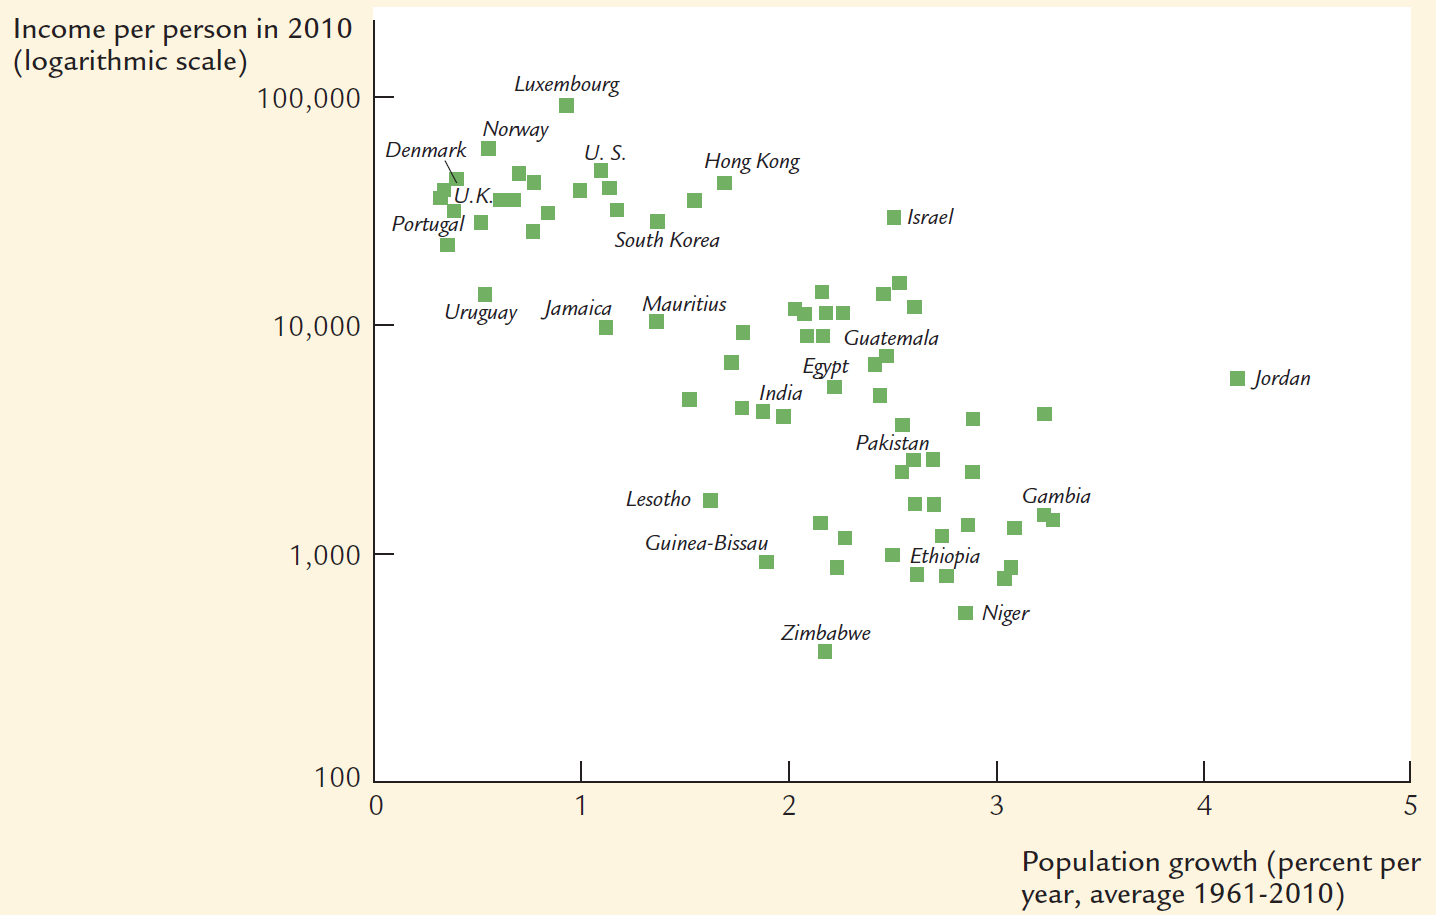 Income per person in 2010
(logarithmic scale)
100,000
10,000
1,000
100
Luxembourg
Norway
Denmark
U. S.
Hong Kong
U.K.
Portugal
South Korea
Israel
Uruguay
Jamaica
Mauritius
Guatemala
Egypt
India
Jordan
Pakistan
Lesotho
Gambia
Guinea-Bissau
Ethiopia
Niger
Zimbabwe
0 1 2 3 4 5
Population growth (percent per
year, average 1961-2010)